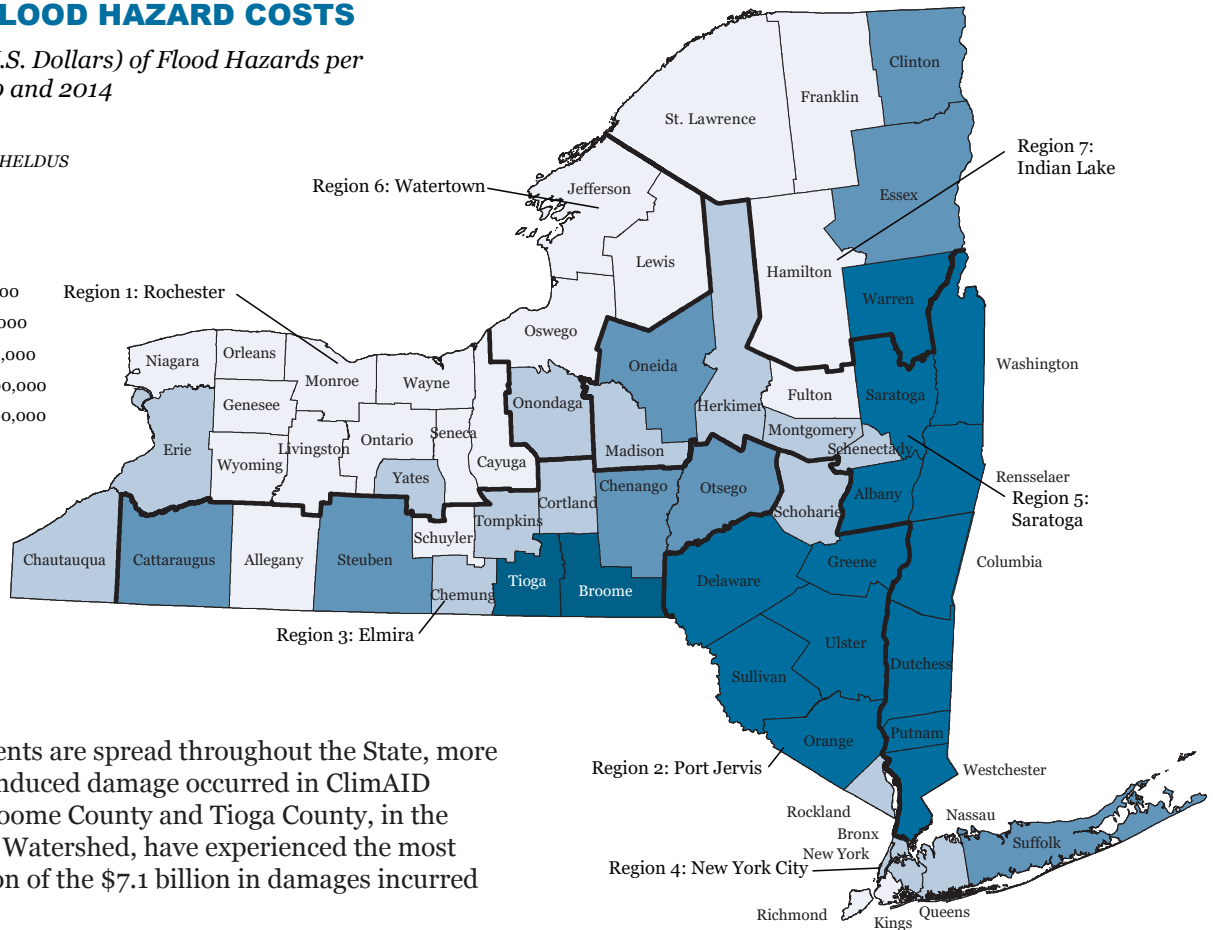 LOOD HAZARD COSTS
.S. Dollars) of Flood Hazards per
and 2014
HELDUS
Region 1: Rochester
Region 6: Watertown
Region 7:
Indian Lake
Clinton
Franklin
St. Lawrence
Essex
Jefferson
Lewis
Hamilton
Warren
Oswego
Washington
Niagara
Orleans
Monroe
Wayne
Oneida
Genesee
Onondaga
Herkimer
Fulton
Saratoga
Erie
Livingston
Ontario
Seneca
Montgomery
Schenectady
Wyoming
Cayuga
Madison
Yates
Rensselaer
Region 5:
Saratoga
Chenango
Otsego
Albany
Cortland
Tompkins
Schoharie
Schuyler
Chautauqua
Cattaraugus
Allegany
Steuben
Greene
Columbia
Tioga
Broome
Delaware
Chemung
Region 3: Elmira
Ulster
Dutchess
Sullivan
Orange
Putnam
Region 2: Port Jervis
Westchester
Rockland
Nassau
Bronx
Suffolk
New York
Region 4: New York City
Richmond
Kings
Queens
00
000
,000
00,000
00,000
ents are spread throughout the State, more
nduced damage occurred in ClimAID
oome County and Tioga County, in the
Watershed, have experienced the most
on of the $7.1 billion in damages incurred